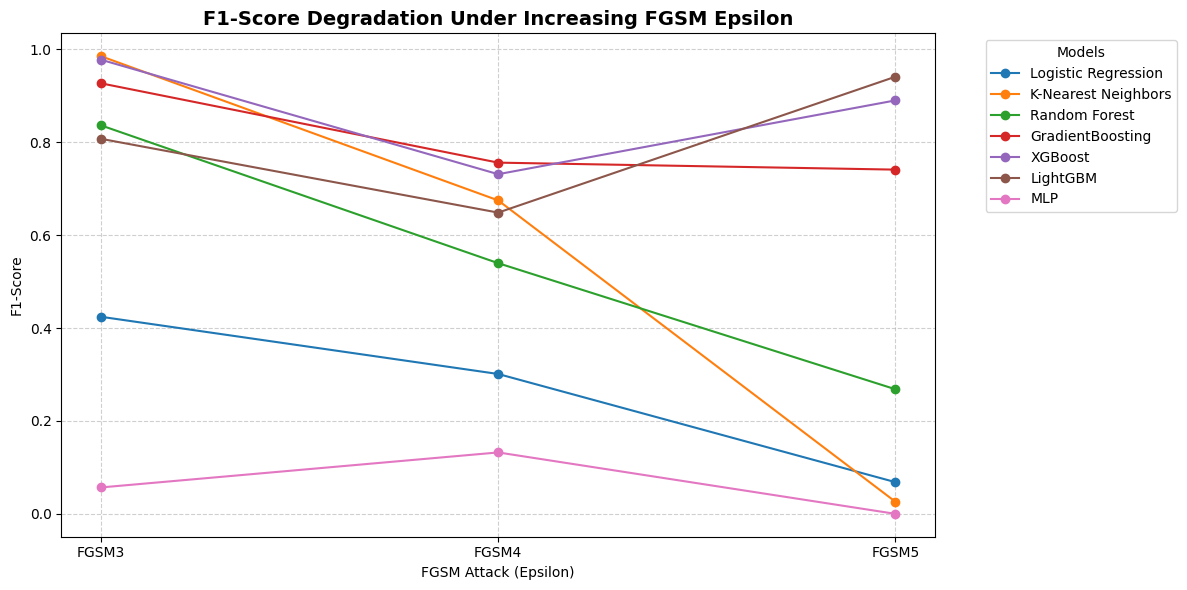 F1-Score Degradation Under Increasing FGSM Epsilon
1.0
0.8
0.6
0.4
0.2
0.0
F1-Score
FGSM3
FGSM4
FGSM5
FGSM Attack (Epsilon)
Models
Logistic Regression
K-Nearest Neighbors
Random Forest
GradientBoosting
XGBoost
LightGBM
MLP